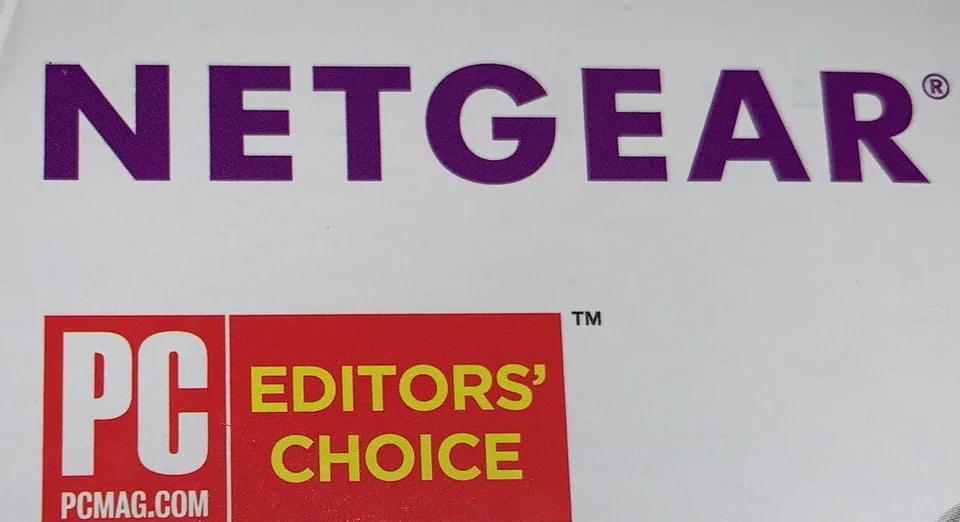 NETGEAR®
PC
PCMAG.COM
EDITORS’
CHOICE
™